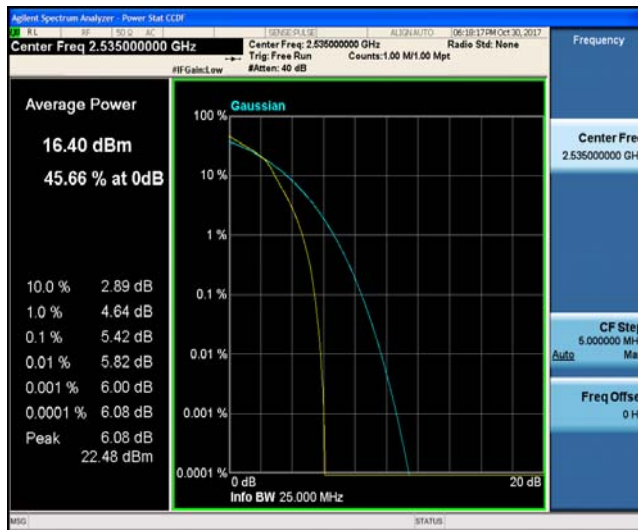 Agilent Spectrum Analyzer - Power Stat CCDF
RL RF 50 Ω AC SENSE:PULSE ALIGNAUTO 06:18:17 PM Oct 30, 2017
Center Freq 2.535000000 GHz
Center Freq: 2.535000000 GHz Radio Std: None
Trig: Free Run Counts:1.00 M/1.00 Mpt
#IFGain:Low #Atten: 40 dB
Frequency
Average Power
16.40 dBm
45.66 % at 0dB
10.0 % 2.89 dB
1.0 % 4.64 dB
0.1 % 5.42 dB
0.01 % 5.82 dB
0.001 % 6.00 dB
0.0001 % 6.08 dB
Peak 6.08 dB
22.48 dBm
Gaussian
100 %
10 %
1 %
0.1 %
0.01 %
0.001 %
0.0001 %
0 dB 20 dB
Info BW 25.000 MHz
Center Fre
2.535000000 GH
CF Ste
5.000000 MH
Auto Ma
Freq Offse
0 H
MSG STATUS